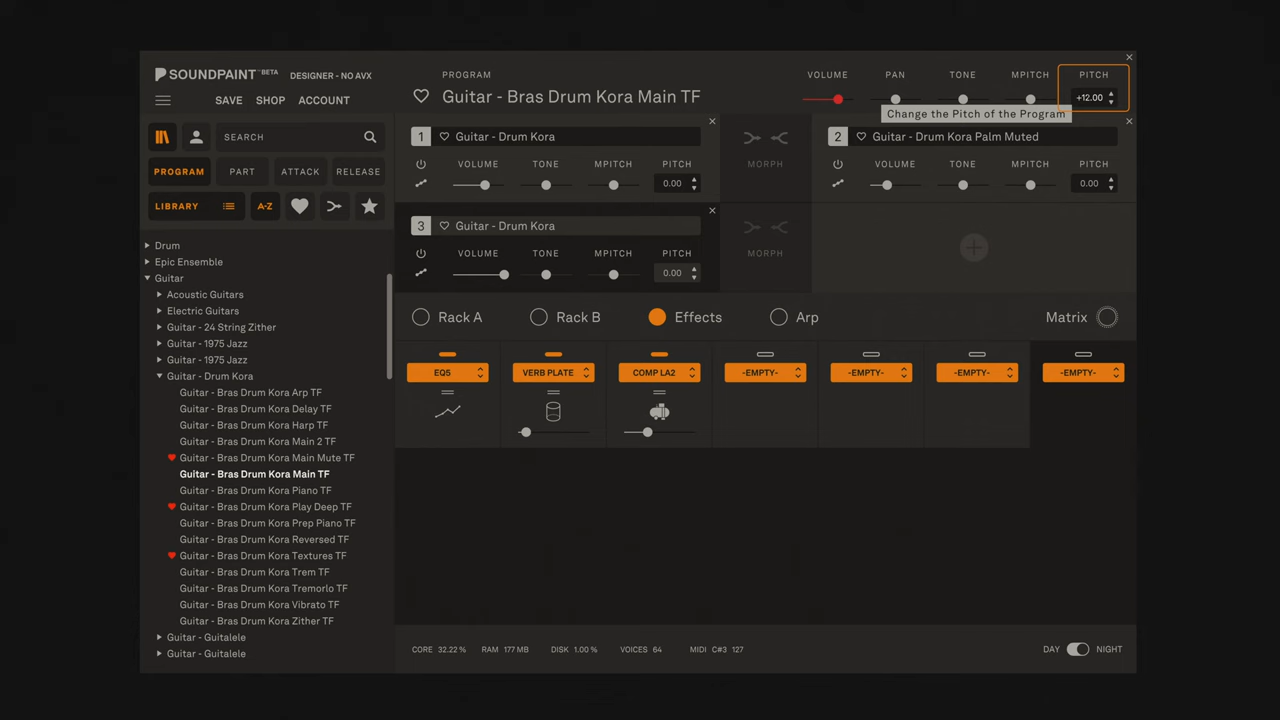 SOUNDPAINT BETA
DESIGNER - NO AVX
SAVE SHOP ACCOUNT
PROGRAM
Guitar - Bras Drum Kora Main TF
VOLUME PAN TONE MPITCH PITCH
+12.00
Change the Pitch of the Program
SEARCH
PROGRAM PART ATTACK RELEASE
LIBRARY A-Z
Drum
Epic Ensemble
Guitar
Acoustic Guitars
Electric Guitars
Guitar - 24 String Zither
Guitar - 1975 Jazz
Guitar - 1975 Jazz
Guitar - Drum Kora
Guitar - Bras Drum Kora Arp TF
Guitar - Bras Drum Kora Delay TF
Guitar - Bras Drum Kora Harp TF
Guitar - Bras Drum Kora Main 2 TF
Guitar - Bras Drum Kora Main Mute TF
Guitar - Bras Drum Kora Main TF
Guitar - Bras Drum Kora Piano TF
Guitar - Bras Drum Kora Play Deep TF
Guitar - Bras Drum Kora Prep Piano TF
Guitar - Bras Drum Kora Reversed TF
Guitar - Bras Drum Kora Textures TF
Guitar - Bras Drum Kora Trem TF
Guitar - Bras Drum Kora Tremorlo TF
Guitar - Bras Drum Kora Vibrato TF
Guitar - Bras Drum Kora Zither TF
Guitar - Guitalele
Guitar - Guitalele
1 Guitar - Drum Kora
VOLUME TONE MPITCH PITCH
0.00
MORPH
2 Guitar - Drum Kora Palm Muted
VOLUME TONE MPITCH PITCH
0.00
3 Guitar - Drum Kora
VOLUME TONE MPITCH PITCH
0.00
MORPH
Rack A Rack B Effects Arp Matrix
EQ5 VERB PLATE COMP LA2 -EMPTY- -EMPTY- -EMPTY- -EMPTY-
CORE 32.22 % RAM 177 MB DISK 1.00 % VOICES 64 MIDI C#3 127
DAY NIGHT